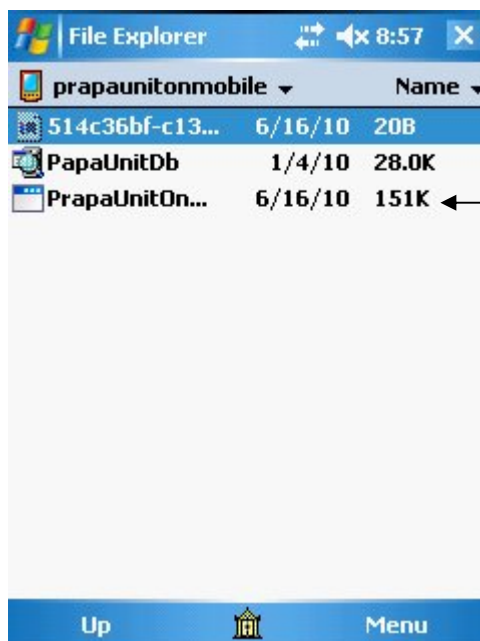 File Explorer 8:57
prapaunitonmobile Name
514c36bf-c13... 6/16/10 20B
PapaUnitDb 1/4/10 28.0K
PrapaUnitOn... 6/16/10 151K
Up Menu